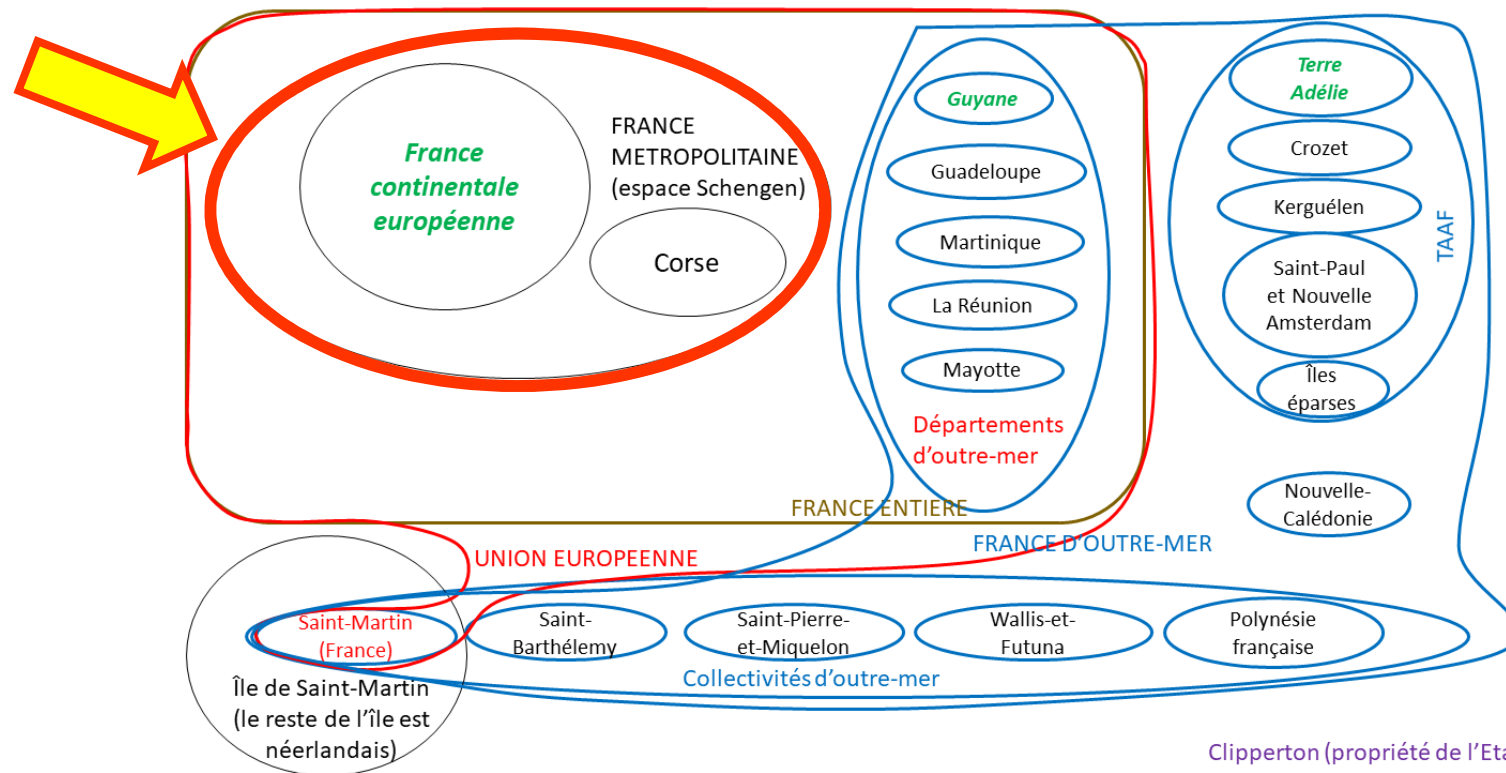 France
continentale
européenne
FRANCE
METROPOLITAINE
(espace Schengen)
Corse
Guyane
Guadeloupe
Martinique
La Réunion
Mayotte
Départements
d’outre-mer
Terre
Adélie
Crozet
Kerguélen
Saint-Paul
et Nouvelle
Amsterdam
Îles
éparses
TAAF
Nouvelle-
Calédonie
FRANCE ENTIERE
FRANCE D’OUTRE-MER
UNION EUROPEENNE
Saint-Martin
(France)
Saint-
Barthélemy
Saint-Pierre-
et-Miquelon
Wallis-et-
Futuna
Polynésie
française
Collectivités d’outre-mer
Île de Saint-Martin
(le reste de l’île est
néerlandais)
Clipperton (propriété de l’Eta